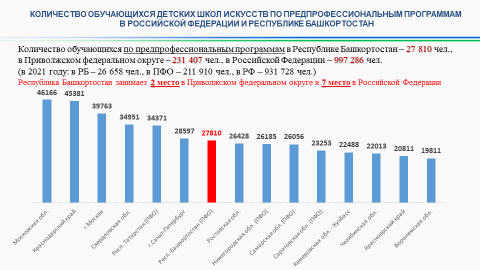 КОЛИЧЕСТВО ОБУЧАЮЩИХСЯ ДЕТСКИХ ШКОЛ ИСКУССТВ ПО ПРЕДПРОФЕССИОНАЛЬНЫМ ПРОГРАММАМ
В РОССИЙСКОЙ ФЕДЕРАЦИИ И РЕСПУБЛИКЕ БАШКОРТОСТАН
Количество обучающихся по предпрофессиональным программам в Республике Башкортостан – 27 810 чел.,
в Приволжском федеральном округе – 231 407 чел., в Российской Федерации – 997 286 чел.
(в 2021 году: в РБ – 26 658 чел., в ПФО – 211 910 чел., в РФ – 931 728 чел.)
Республика Башкортостан занимает 2 место в Приволжском федеральном округе и 7 место в Российской Федерации
46166 45381 39763 34951 34371 28597 27810 26428 26185 26056 23253 22488 22013 20811 19811
Московская обл.
Краснодарский край
г.Москва
Свердловская обл.
Респ. Татарстан (ПФО)
г.Санкт-Петербург
Респ. Башкортостан (ПФО)
Ростовская обл.
Нижегородская обл. (ПФО)
Самарская обл. (ПФО)
Саратовская обл. (ПФО)
Кемеровская обл. - Кузбасс
Челябинская обл.
Красноярский край
Воронежская обл.